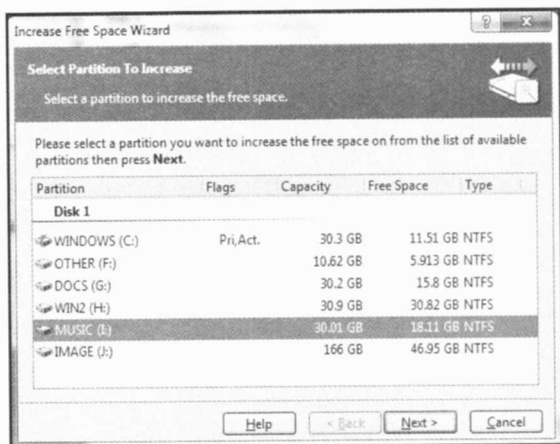 Increase Free Space Wizard
Select Partition To Increase
Select a partition to increase the free space.
Please select a partition you want to increase the free space on from the list of available
partitions then press Next.
Partition Flags Capacity Free Space Type
Disk 1
WINDOWS (C:) Pri,Act. 30.3 GB 11.51 GB NTFS
OTHER (F:) 10.62 GB 5.913 GB NTFS
DOCS (G:) 30.2 GB 15.8 GB NTFS
WIN2 (H:) 30.9 GB 30.82 GB NTFS
MUSIC (I:) 30.01 GB 18.11 GB NTFS
IMAGE (J:) 166 GB 46.95 GB NTFS
Help < Back Next > Cancel